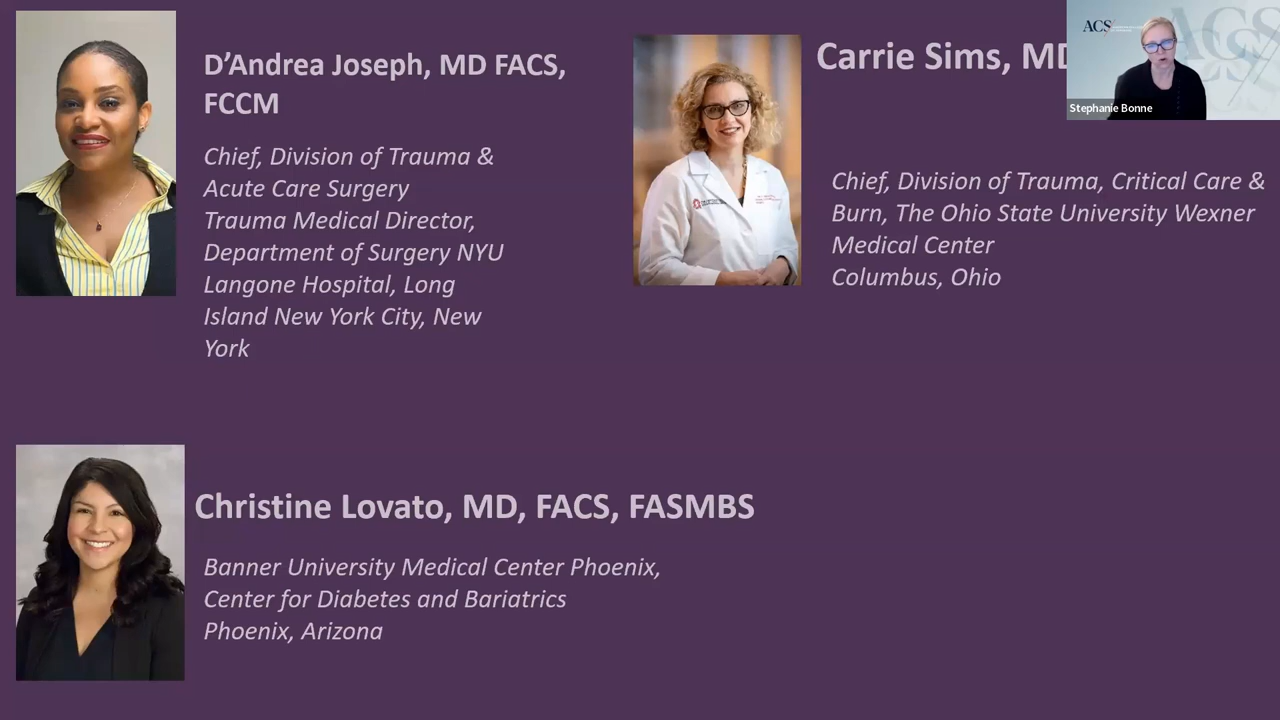 D’Andrea Joseph, MD FACS,
FCCM
Chief, Division of Trauma &
Acute Care Surgery
Trauma Medical Director,
Department of Surgery NYU
Langone Hospital, Long
Island New York City, New
York
Carrie Sims, MD
ACS
ACS
Stephanie Bonne
Chief, Division of Trauma, Critical Care &
Burn, The Ohio State University Wexner
Medical Center
Columbus, Ohio
Christine Lovato, MD, FACS, FASMBS
Banner University Medical Center Phoenix,
Center for Diabetes and Bariatrics
Phoenix, Arizona